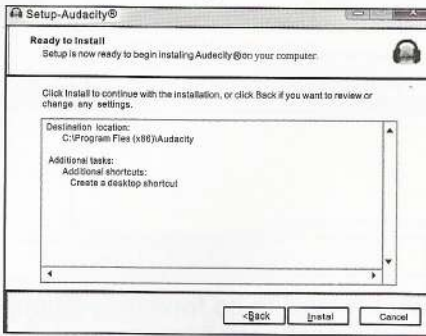 Setup-Audacity®
Ready to Install
Setup is now ready to begin instaling Audecity®on your computer.
Click Install to continue with the installation, or click Back if you want to review or
change any settings.
Destination location:
C:\Program Files (x86)\Audacity
Additional tasks:
Additional shortcuts:
Create a desktop shortcut
<Back
Instal
Cancel